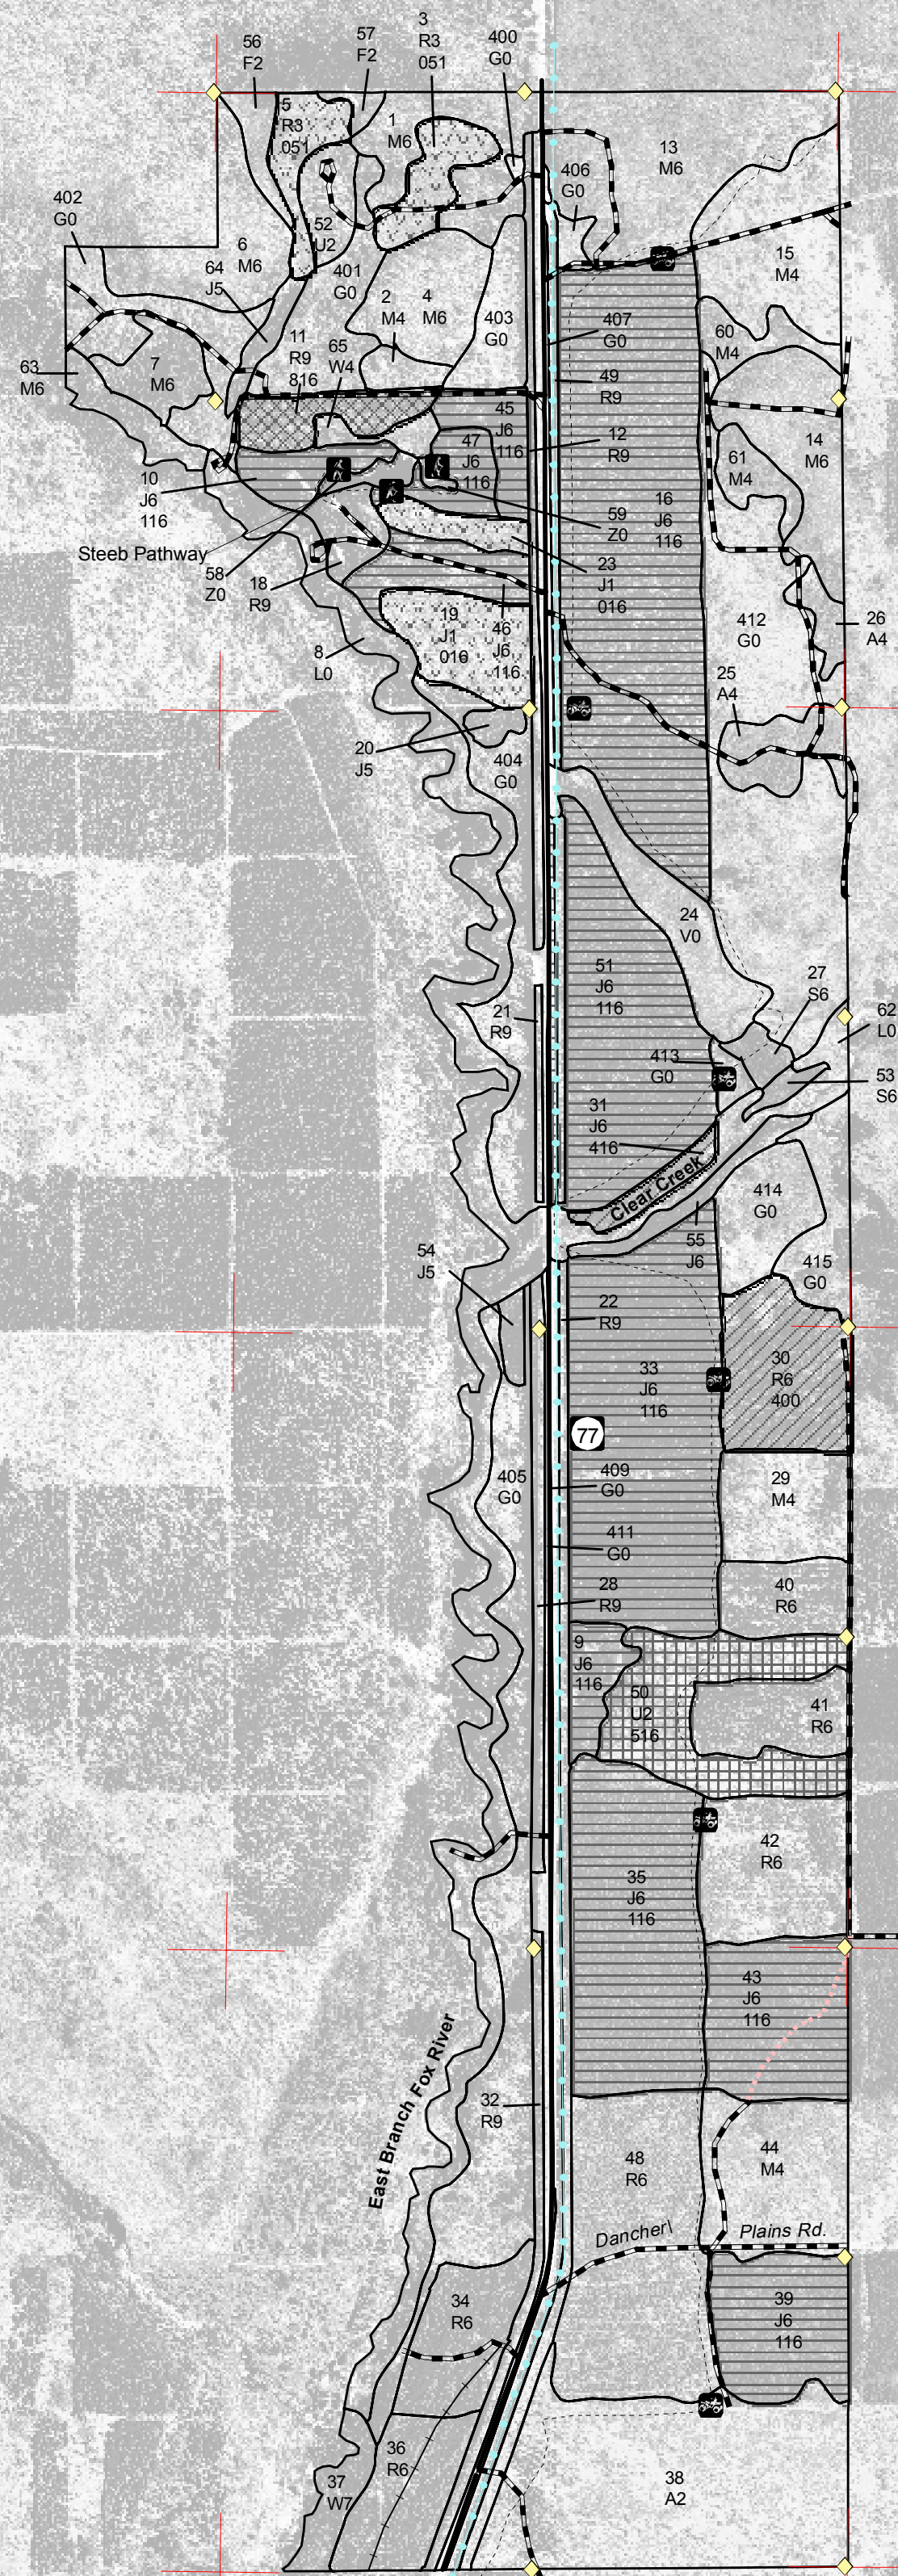 56
F2
57
F2
3
R3
051
400
G0
5
R3
051
1
M6
13
M6
406
G0
402
G0
52
U2
6
M6
64
J5
401
G0
15
M4
2
M4
4
M6
403
G0
407
G0
60
M4
11
R9
816
65
W4
63
M6
7
M6
49
R9
45
J6
116
12
R9
47
J6
116
14
M6
61
M4
10
J6
116
59
Z0
16
J6
116
Steeb Pathway
58
Z0
18
R9
23
J1
016
19
J1
016
46
J6
116
412
G0
26
A4
8
L0
25
A4
20
J5
404
G0
24
V0
51
J6
116
27
S6
21
R9
62
L0
413
G0
53
S6
31
J6
416
Clear Creek
414
G0
54
J5
55
J6
415
G0
22
R9
33
J6
116
30
R6
400
77
405
G0
409
G0
29
M4
411
G0
28
R9
40
R6
9
J6
116
50
U2
516
41
R6
42
R6
35
J6
116
43
J6
116
East Branch Fox River
32
R9
48
R6
44
M4
Dancherl
Plains Rd.
34
R6
39
J6
116
36
R6
37
W7
38
A2